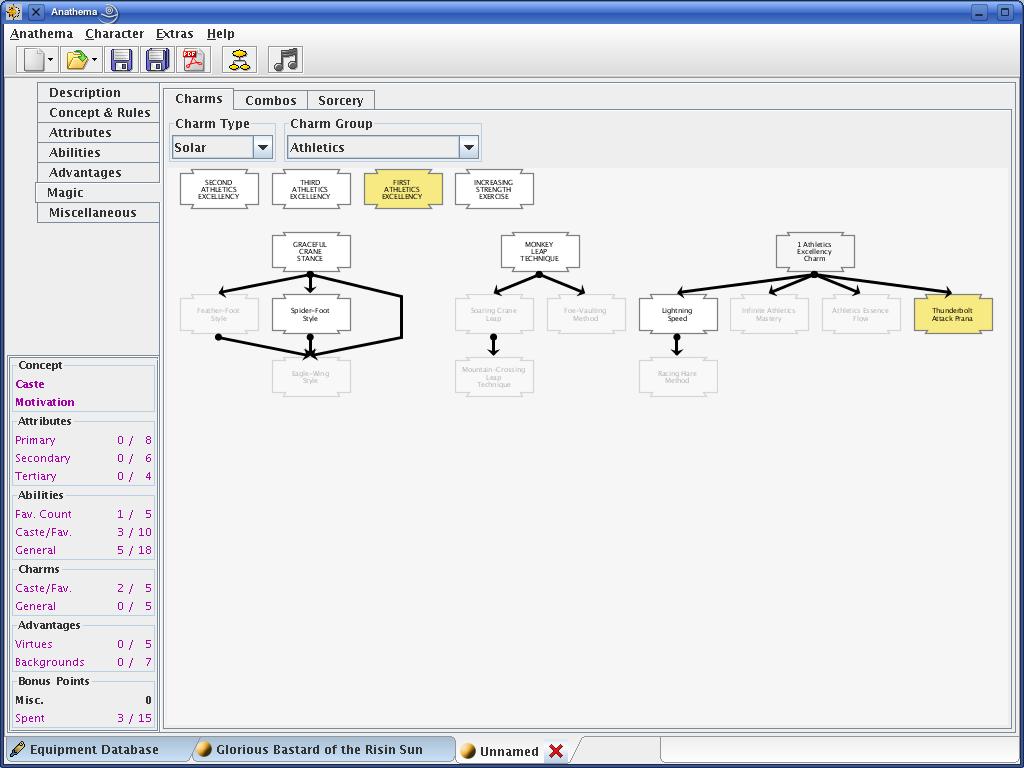 Anathema
Anathema Character Extras Help
Description
Concept & Rules
Attributes
Abilities
Advantages
Magic
Miscellaneous
Charms Combos Sorcery
Charm Type Charm Group
Solar Athletics
SECOND
ATHLETICS
EXCELLENCY
THIRD
ATHLETICS
EXCELLENCY
FIRST
ATHLETICS
EXCELLENCY
INCREASING
STRENGTH
EXERCISE
GRACEFUL
CRANE
STANCE
MONKEY
LEAP
TECHNIQUE
1 Athletics
Excellency
Charm
Feather-Foot
Style
Spider-Foot
Style
Soaring Crane
Leap
Foe-Vaulting
Method
Lightning
Speed
Infinite Athletics
Mastery
Athletics Essence
Flow
Thunderbolt
Attack Prana
Eagle-Wing
Style
Mountain-Crossing
Leap
Technique
Racing Hare
Method
Concept
Caste
Motivation
Attributes
Primary 0 / 8
Secondary 0 / 6
Tertiary 0 / 4
Abilities
Fav. Count 1 / 5
Caste/Fav. 3 / 10
General 5 / 18
Charms
Caste/Fav. 2 / 5
General 0 / 5
Advantages
Virtues 0 / 5
Backgrounds 0 / 7
Bonus Points
Misc. 0
Spent 3 / 15
Equipment Database Glorious Bastard of the Risin Sun Unnamed